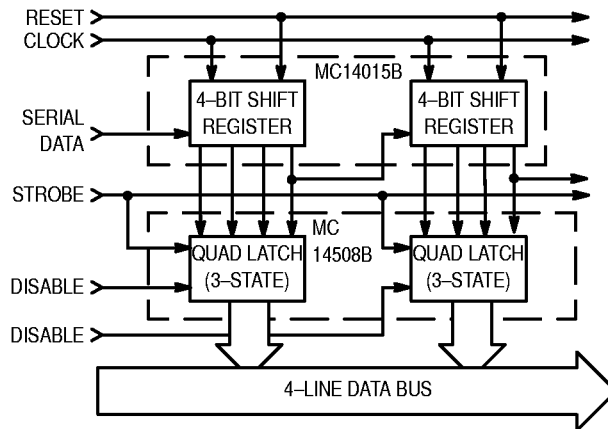 RESET
CLOCK
MC14015B
4–BIT SHIFT
REGISTER
4–BIT SHIFT
REGISTER
SERIAL
DATA
STROBE
MC
14508B
QUAD LATCH
(3–STATE)
QUAD LATCH
(3–STATE)
DISABLE
DISABLE
4–LINE DATA BUS